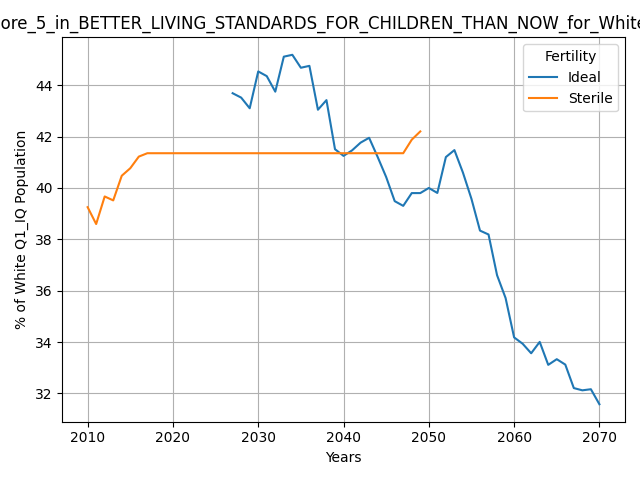 ore_5_in_BETTER_LIVING_STANDARDS_FOR_CHILDREN_THAN_NOW_for_White
Fertility
Ideal
Sterile
% of White Q1_IQ Population
44
42
40
38
36
34
32
2010 2020 2030 2040 2050 2060 2070
Years